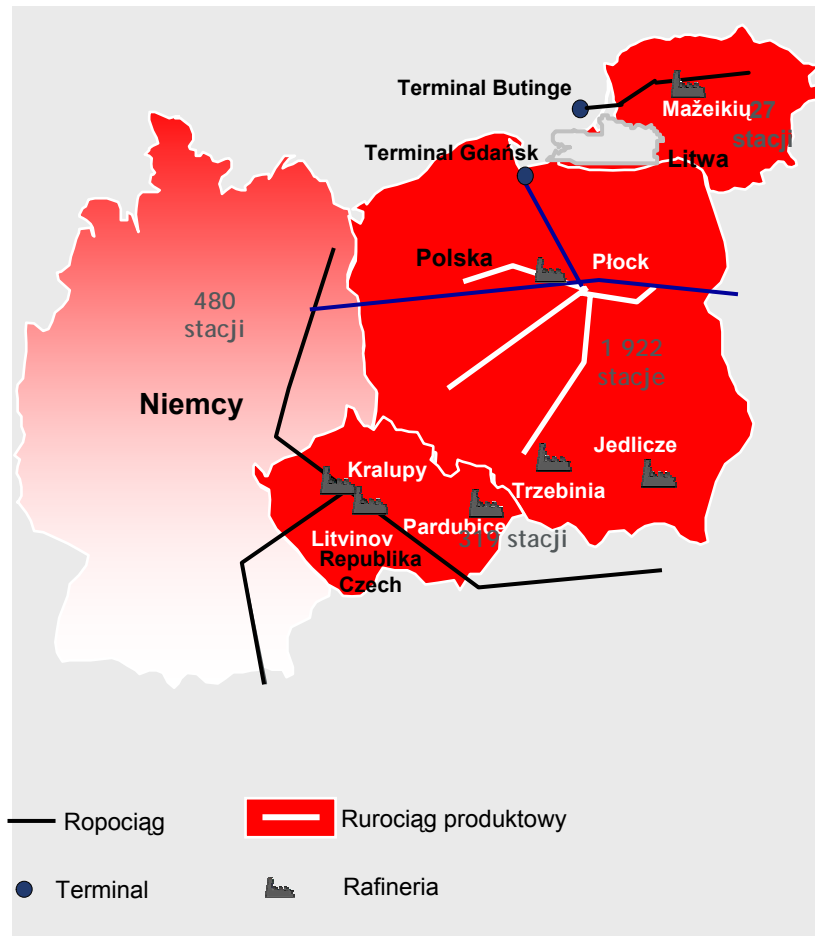 Terminal Butinge
Mažeikių
27
stacji
Terminal Gdańsk
Litwa
Polska
Płock
480
stacji
1 922
stacje
Niemcy
Jedlicze
Kralupy
Trzebinia
Pardubice
Litvinov
319 stacji
Republika
Czech
Ropociąg
Rurociąg produktowy
Terminal
Rafineria